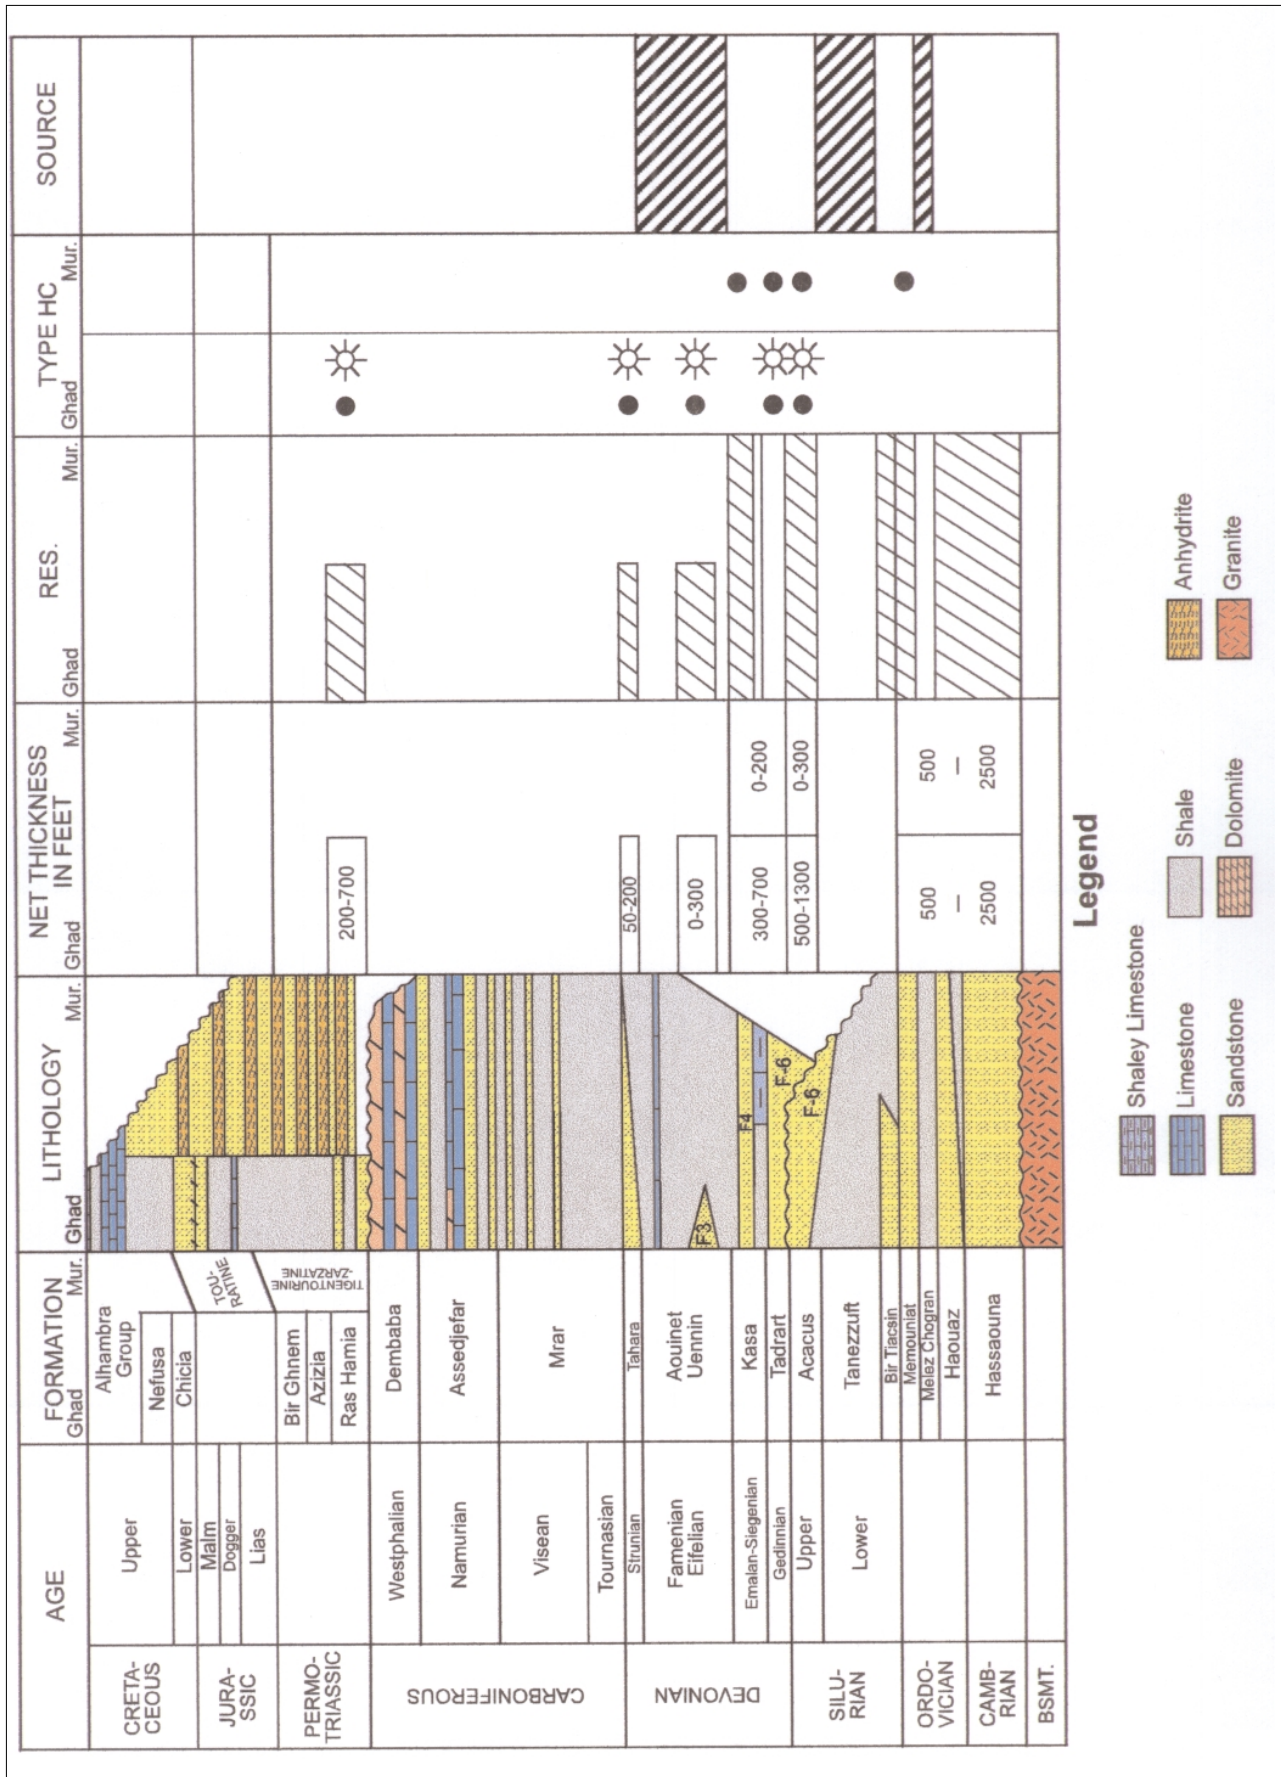 AGE
FORMATION
Ghad
Mur.
LITHOLOGY
Ghad
Mur.
NET THICKNESS
IN FEET
Ghad
Mur.
RES.
Ghad
Mur.
TYPE HC
Ghad
Mur.
SOURCE
CRETA-
CEOUS
JURA-
SSIC
PERMO-
TRIASSIC
CARBONIFEROUS
DEVONIAN
SILU-
RIAN
ORDO-
VICIAN
CAMB-
RIAN
BSMT.
Upper
Lower
Malm
Dogger
Lias
Westphalian
Namurian
Visean
Tournasian
Strunian
Famenian
Eifelian
Emalan-Siegenian
Gedinnian
Upper
Lower
Alhambra
Group
Nefusa
Chicia
TOU-
RATINE
Bir Ghnem
Azizia
Ras Hamia
TIGENTOURINE
-ZARZATINE
Dembaba
Assedjefar
Mrar
Tahara
Aouinet
Uennin
Kasa
Tadrart
Acacus
Tanezzuft
Bir Tiacsin
Memouniat
Melez Chogran
Haouaz
Hassaouna
F3
F4
F-6
F-6
200-700
50-200
0-300
300-700
0-200
500-1300
0-300
500
—
2500
500
—
2500
Legend
Shaley Limestone
Limestone
Shale
Anhydrite
Sandstone
Dolomite
Granite